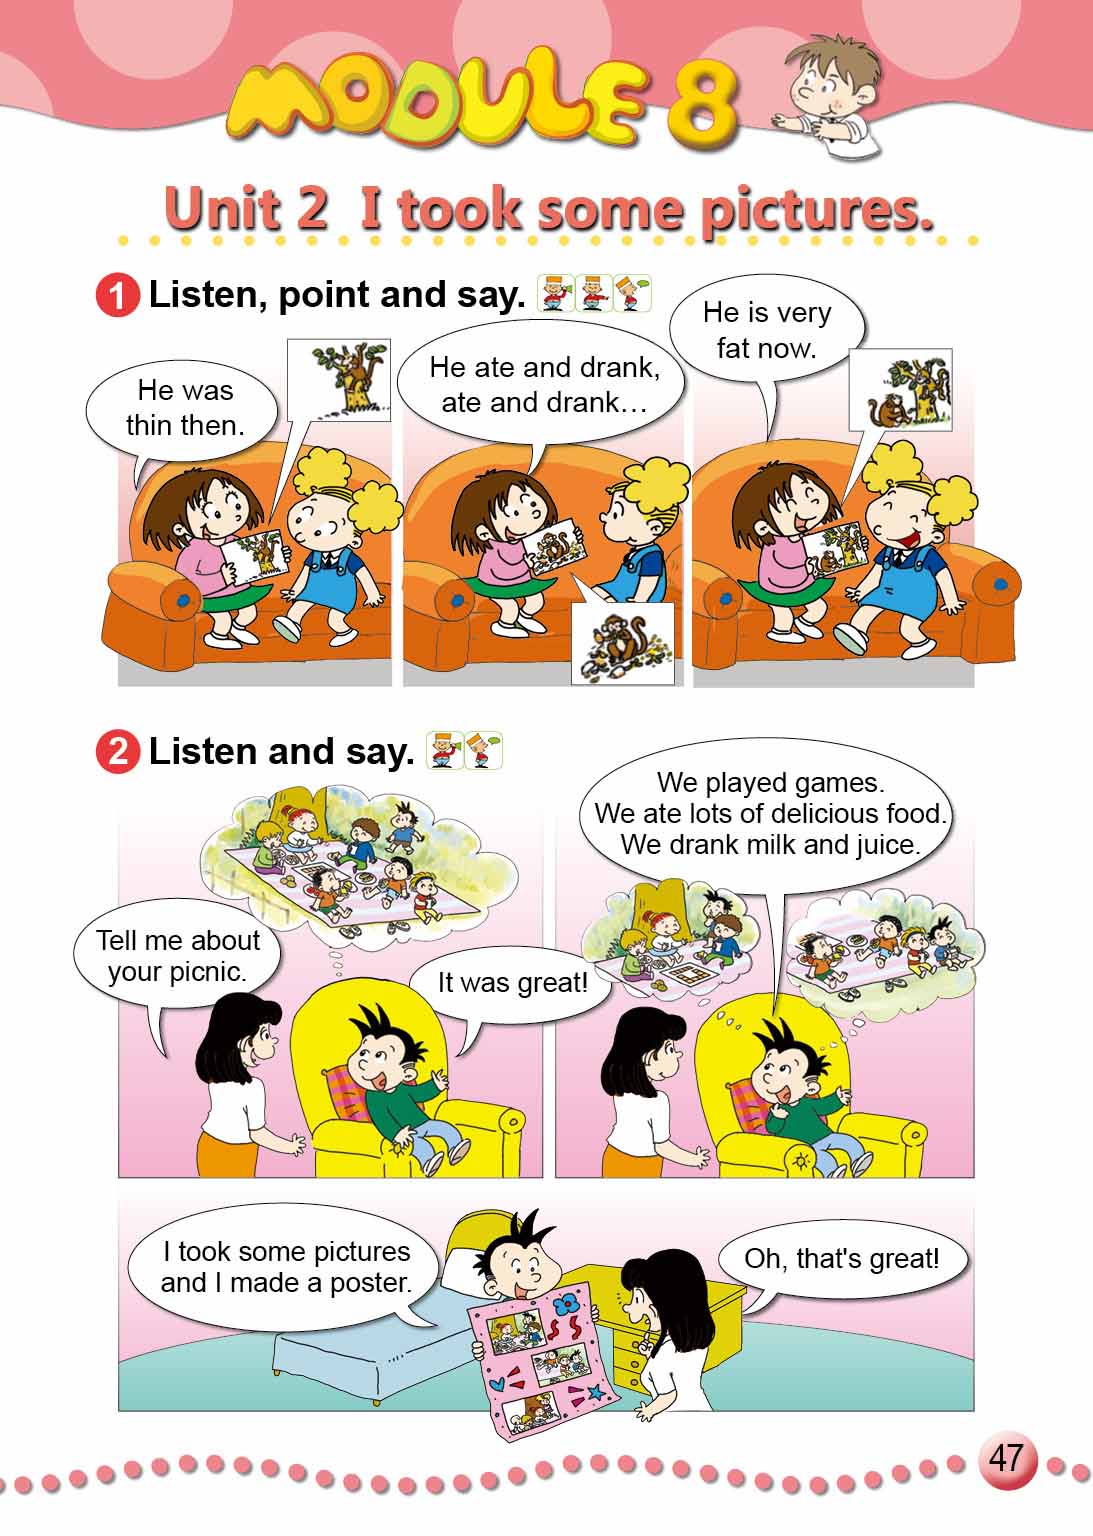 MODULE 8
Unit 2 I took some pictures.
1 Listen, point and say.
He was
thin then.
He ate and drank,
ate and drank…
He is very
fat now.
2 Listen and say.
Tell me about
your picnic.
It was great!
We played games.
We ate lots of delicious food.
We drank milk and juice.
I took some pictures
and I made a poster.
Oh, that's great!
47